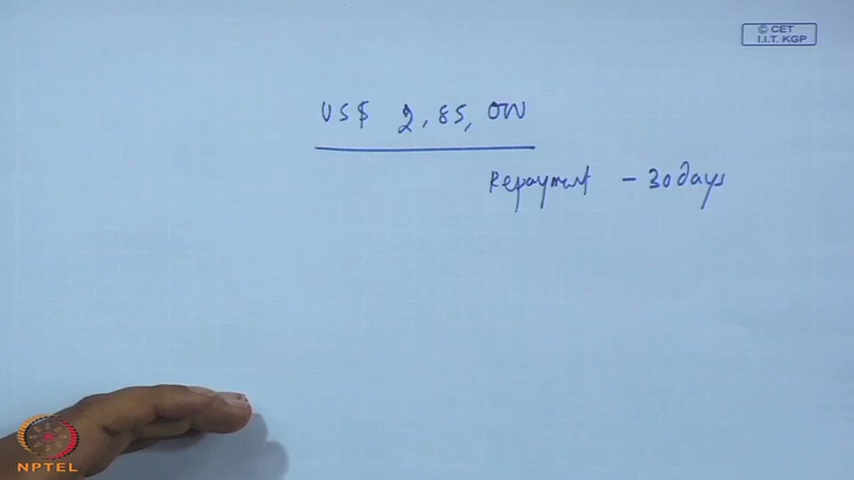 © CET
I.I.T. KGP
US$ 2,85,000
Repayment - 30 days
NPTEL